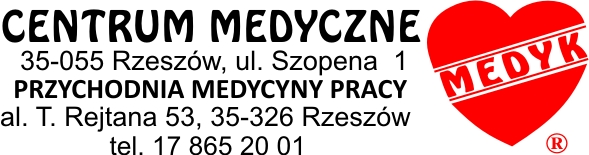 CENTRUM MEDYCZNE
35-055 Rzeszów, ul. Szopena 1
PRZYCHODNIA MEDYCYNY PRACY
al. T. Rejtana 53, 35-326 Rzeszów
tel. 17 865 20 01
MEDYK
®